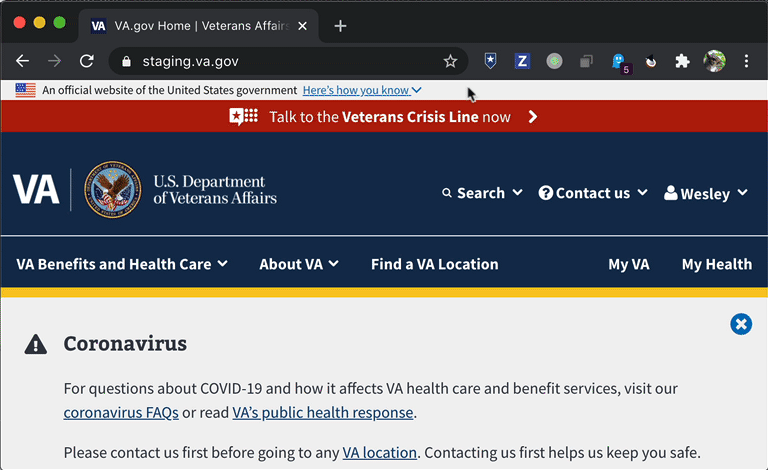 VA VA.gov Home | Veterans Affairs
staging.va.gov
Z
5
An official website of the United States government Here's how you know
Talk to the Veterans Crisis Line now
VA
U.S. Department
of Veterans Affairs
Search
Contact us
Wesley
VA Benefits and Health Care
About VA
Find a VA Location
My VA
My Health
Coronavirus
For questions about COVID-19 and how it affects VA health care and benefit services, visit our
coronavirus FAQs or read VA's public health response.
Please contact us first before going to any VA location. Contacting us first helps us keep you safe.